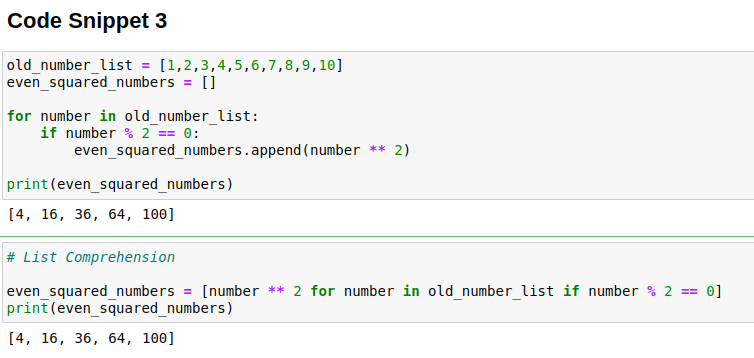 Code Snippet 3
old_number_list = [1,2,3,4,5,6,7,8,9,10]
even_squared_numbers = []
for number in old_number_list:
    if number % 2 == 0:
        even_squared_numbers.append(number ** 2)
print(even_squared_numbers)
[4, 16, 36, 64, 100]
# List Comprehension
even_squared_numbers = [number ** 2 for number in old_number_list if number % 2 == 0]
print(even_squared_numbers)
[4, 16, 36, 64, 100]